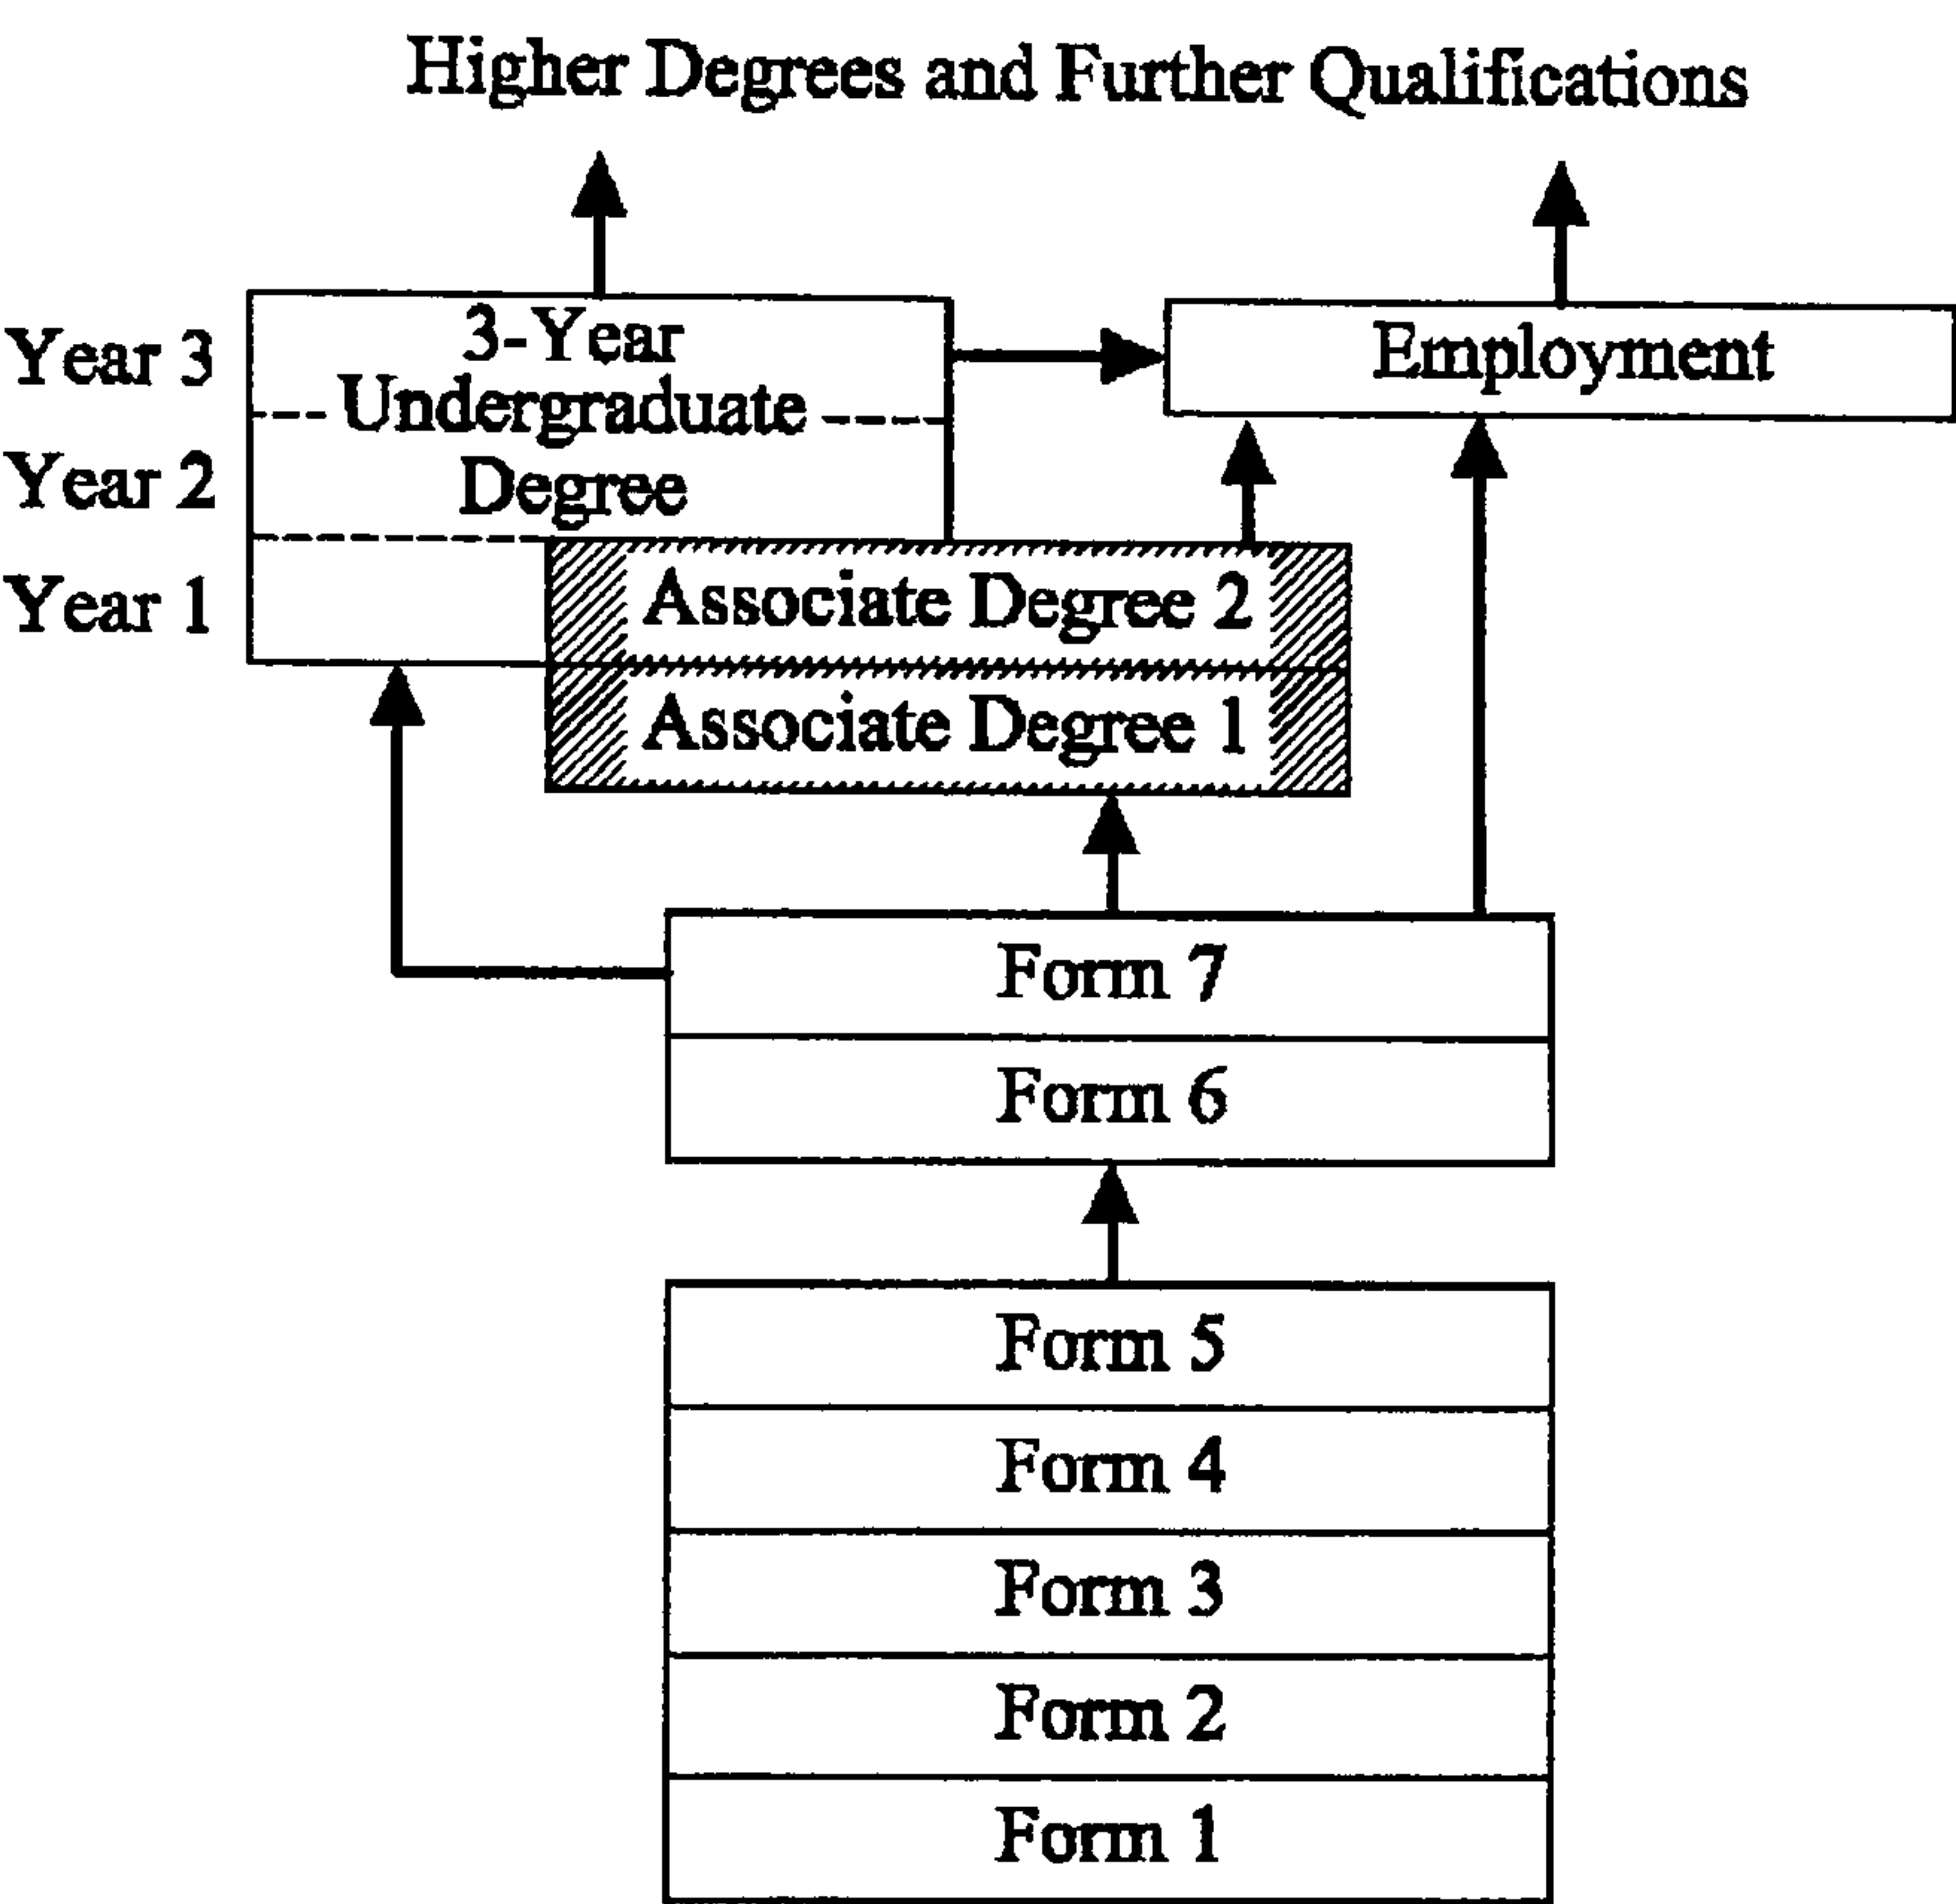 Higher Degrees and Further Qualifications
Year 3
3-Year
Undergraduate
Degree
Employment
Year 2
Year 1
Associate Degree 2
Associate Degree 1
Form 7
Form 6
Form 5
Form 4
Form 3
Form 2
Form 1